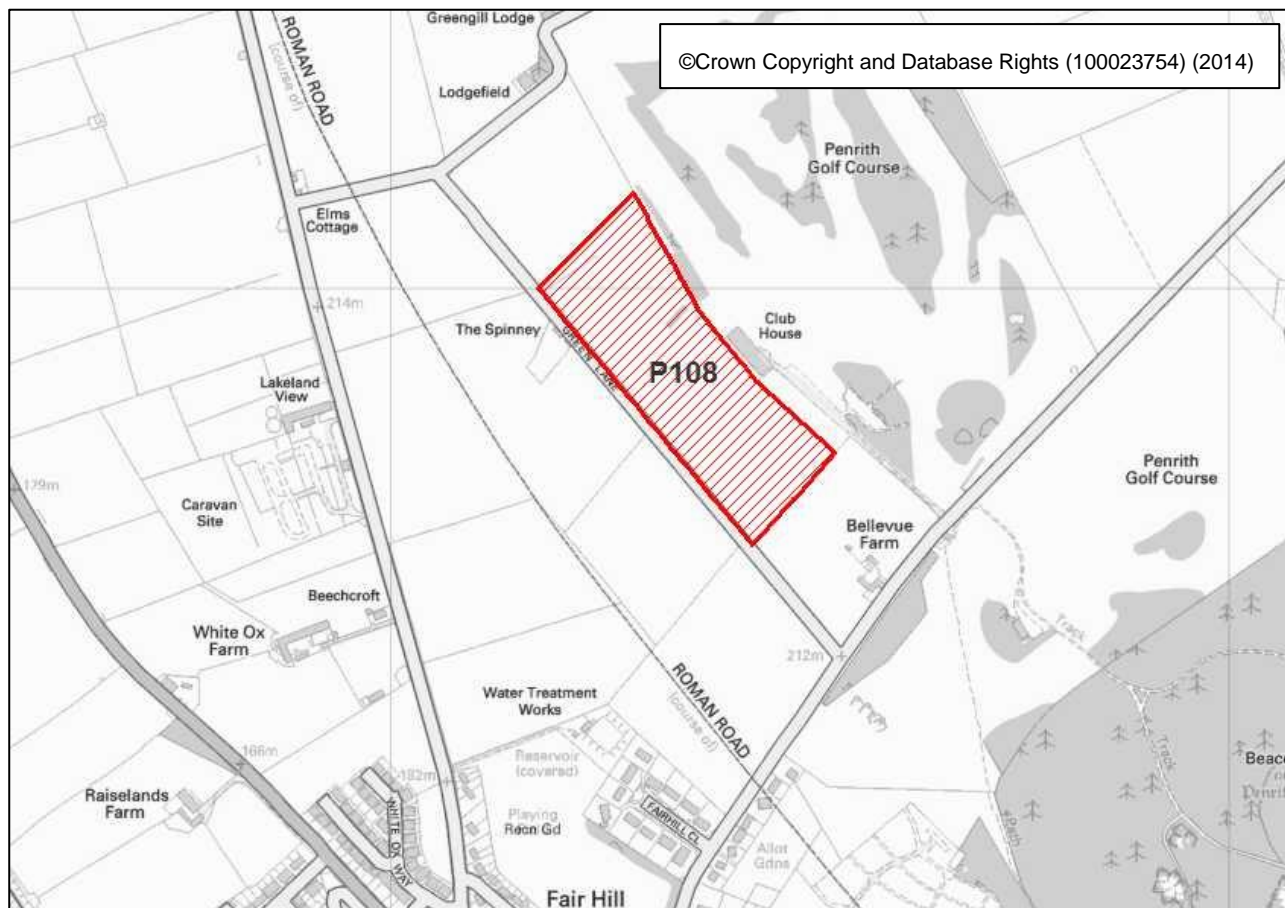 Greengill Lodge
ROMAN ROAD
(course of)
©Crown Copyright and Database Rights (100023754) (2014)
Lodgefield
Penrith
Golf Course
Elms
Cottage
214m
The Spinney
GREEN LANE
Club
House
P108
Lakeland
View
179m
Caravan
Site
Penrith
Golf Course
Bellevue
Farm
Beechcroft
White Ox
Farm
Track
212m
ROMAN ROAD
(course of)
Water Treatment
Works
Reservoir
(covered)
166m
182m
Track
Raiselands
Farm
WHITE OX WAY
Playing
Recn Gd
FAIRHILL CL
Allot
Gdns
Path
Fair Hill